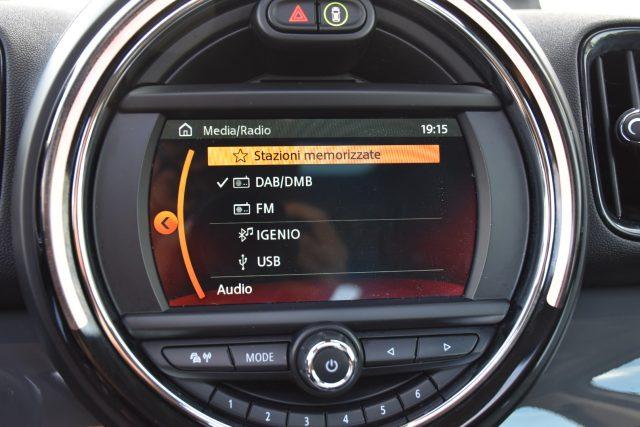 Media/Radio 19:15
Stazioni memorizzate
DAB/DMB
FM
IGENIO
USB
Audio
MODE
1 2 3 4 5 6